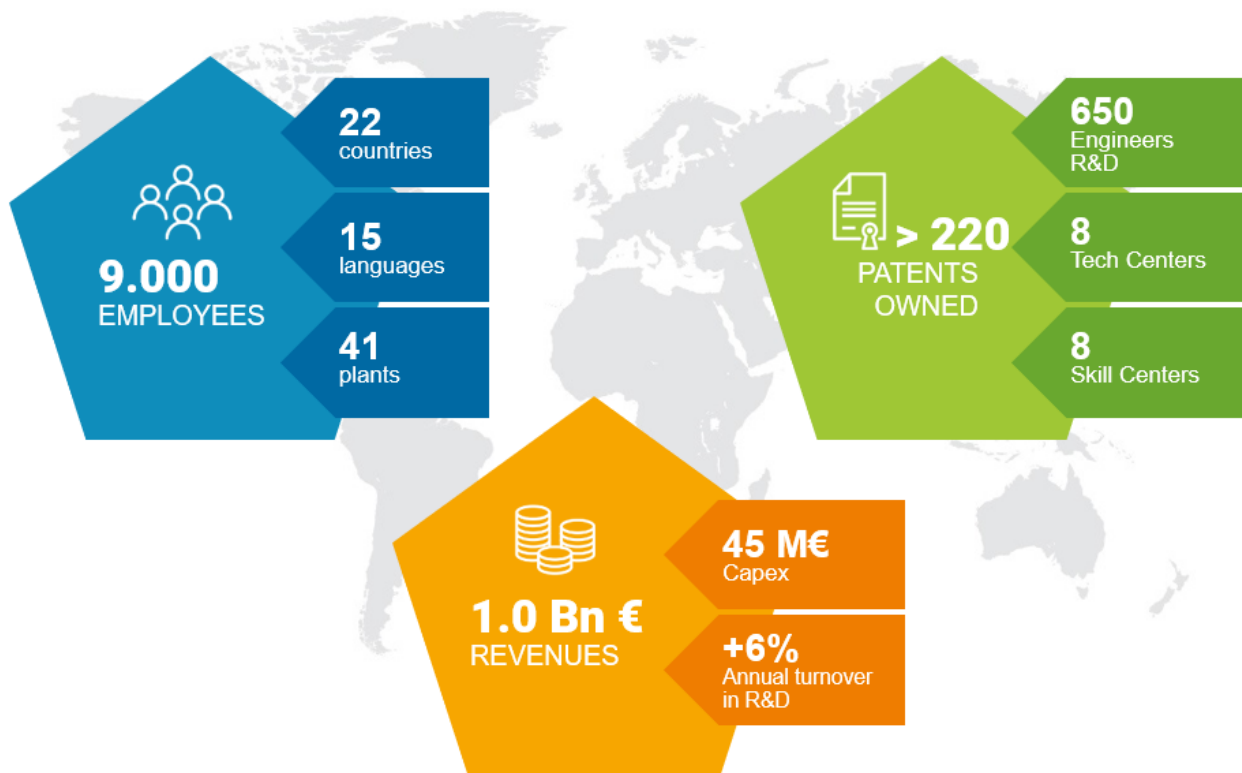 9.000
EMPLOYEES
22
countries
15
languages
41
plants
> 220
PATENTS
OWNED
650
Engineers
R&D
8
Tech Centers
8
Skill Centers
1.0 Bn €
REVENUES
45 M€
Capex
+6%
Annual turnover
in R&D